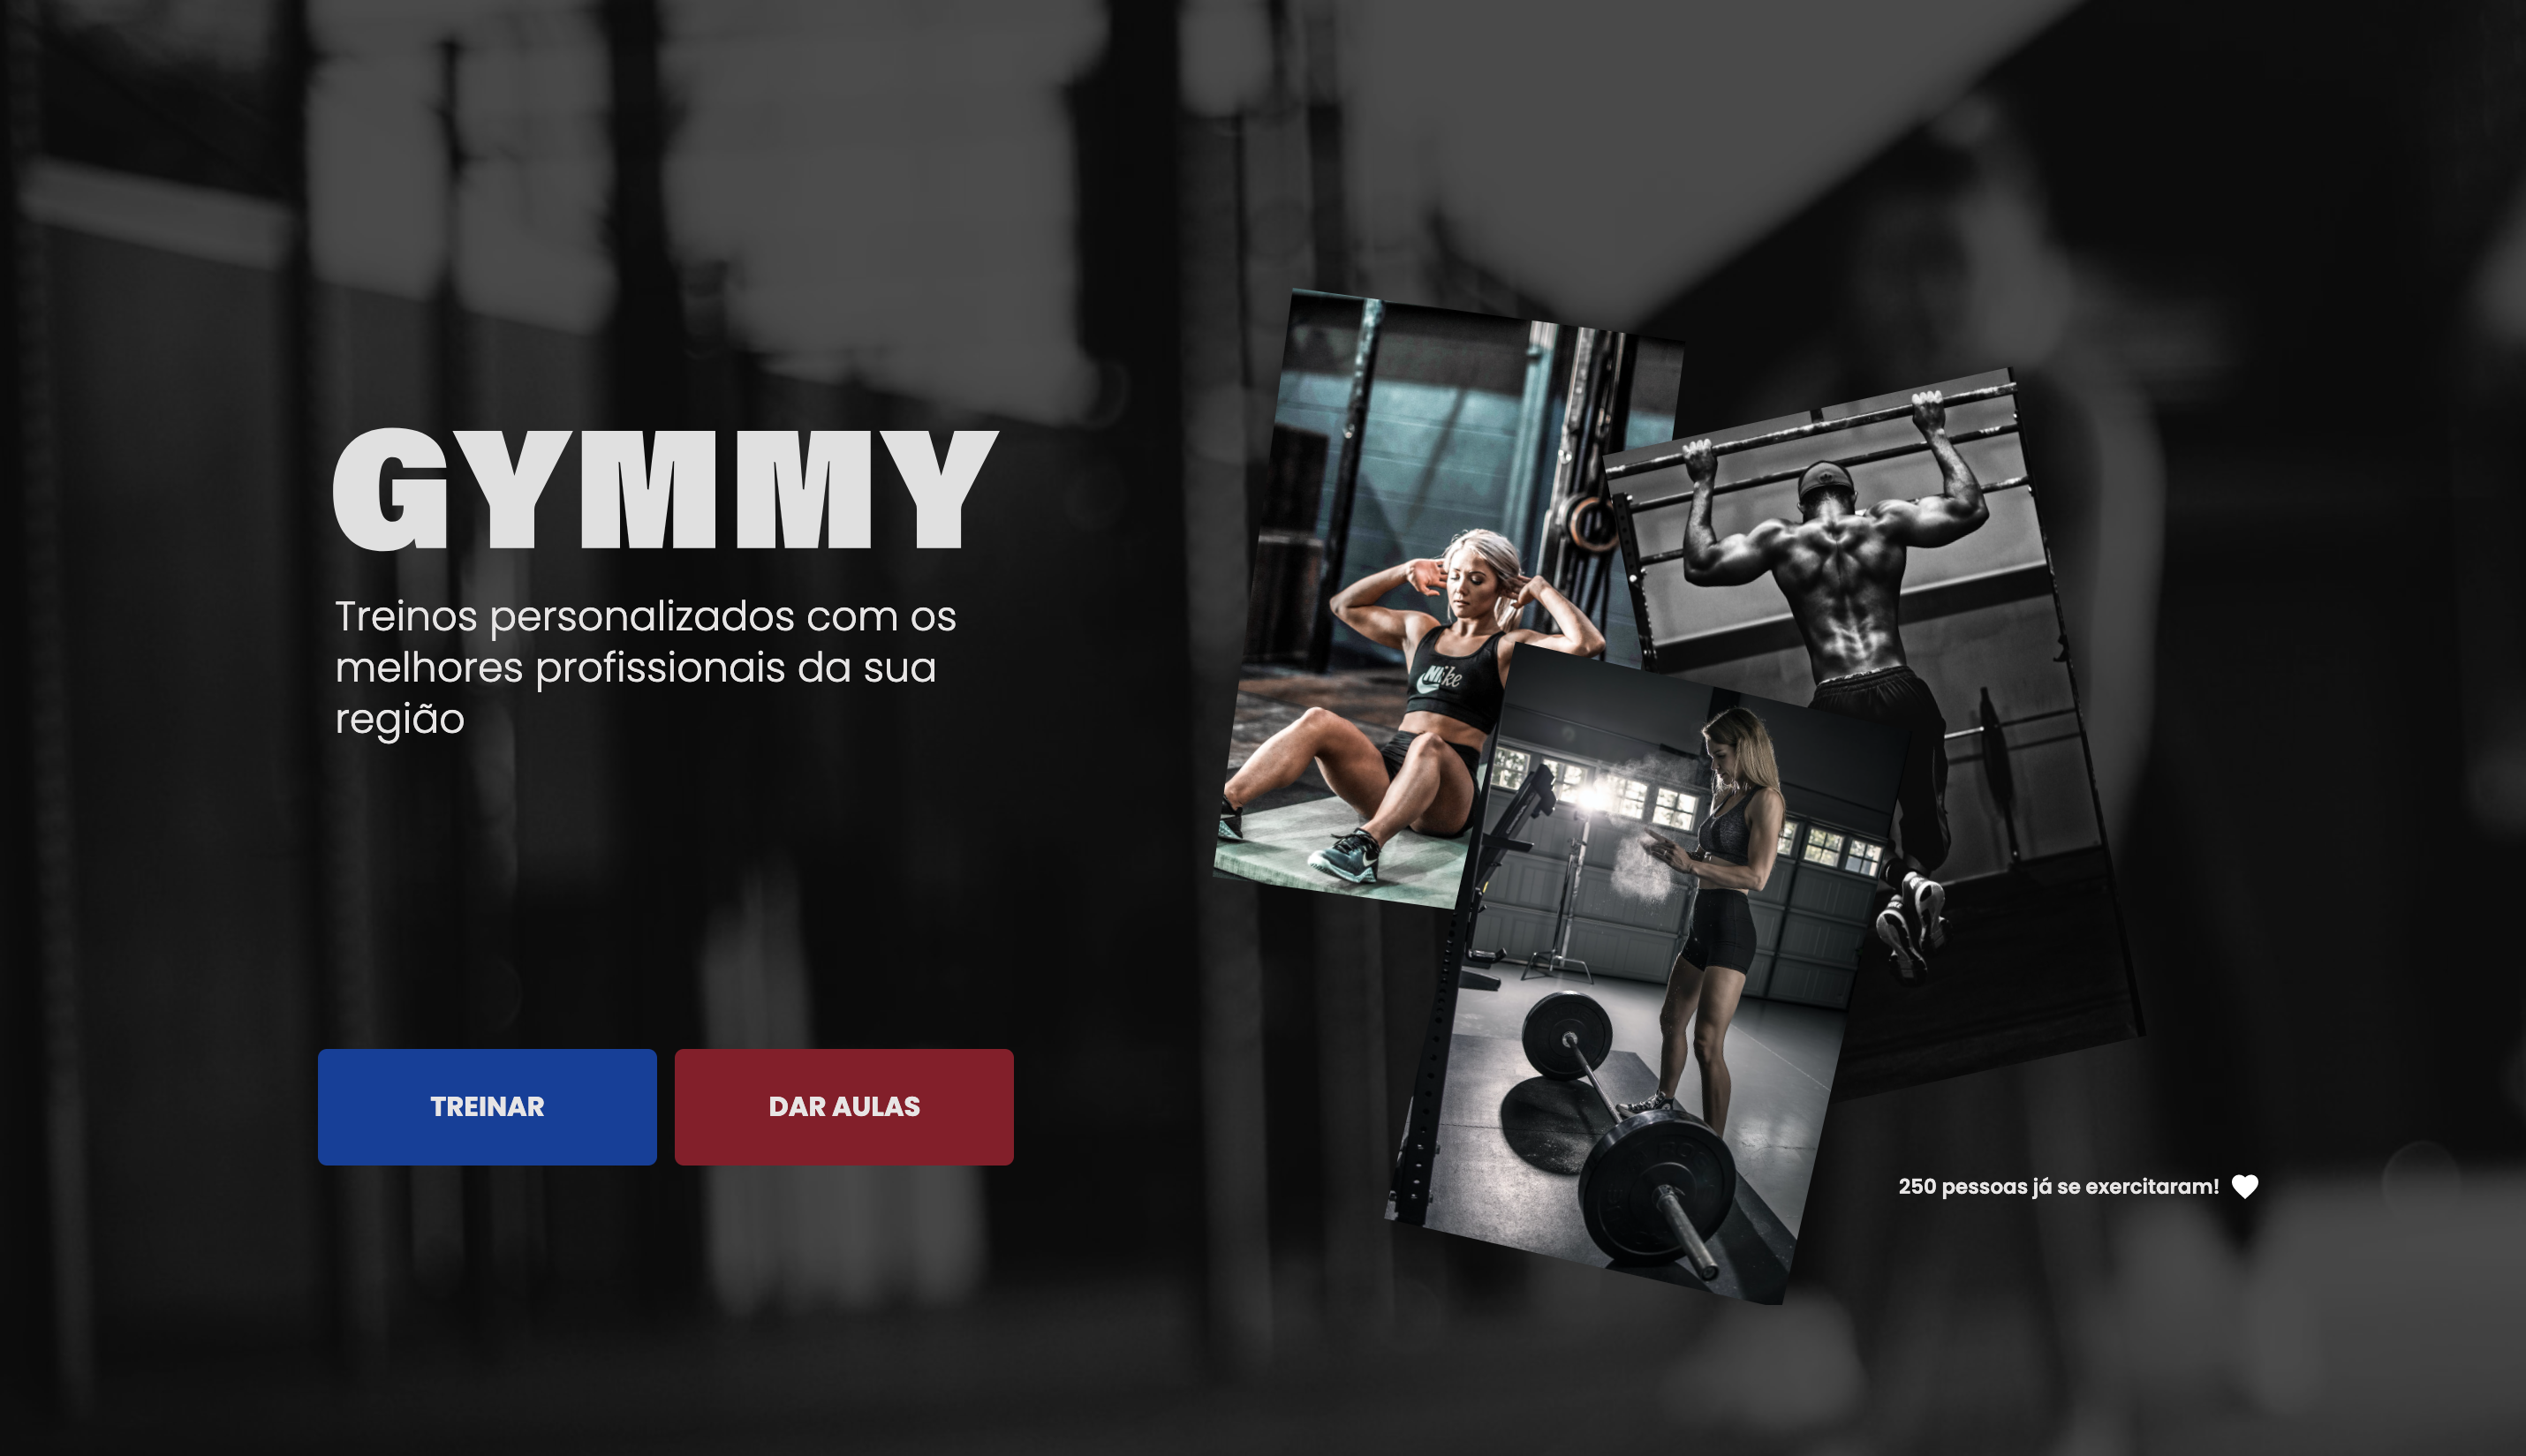 GYMMY
Treinos personalizados com os
melhores profissionais da sua
região
TREINAR
DAR AULAS
Nike
250 pessoas já se exercitaram!